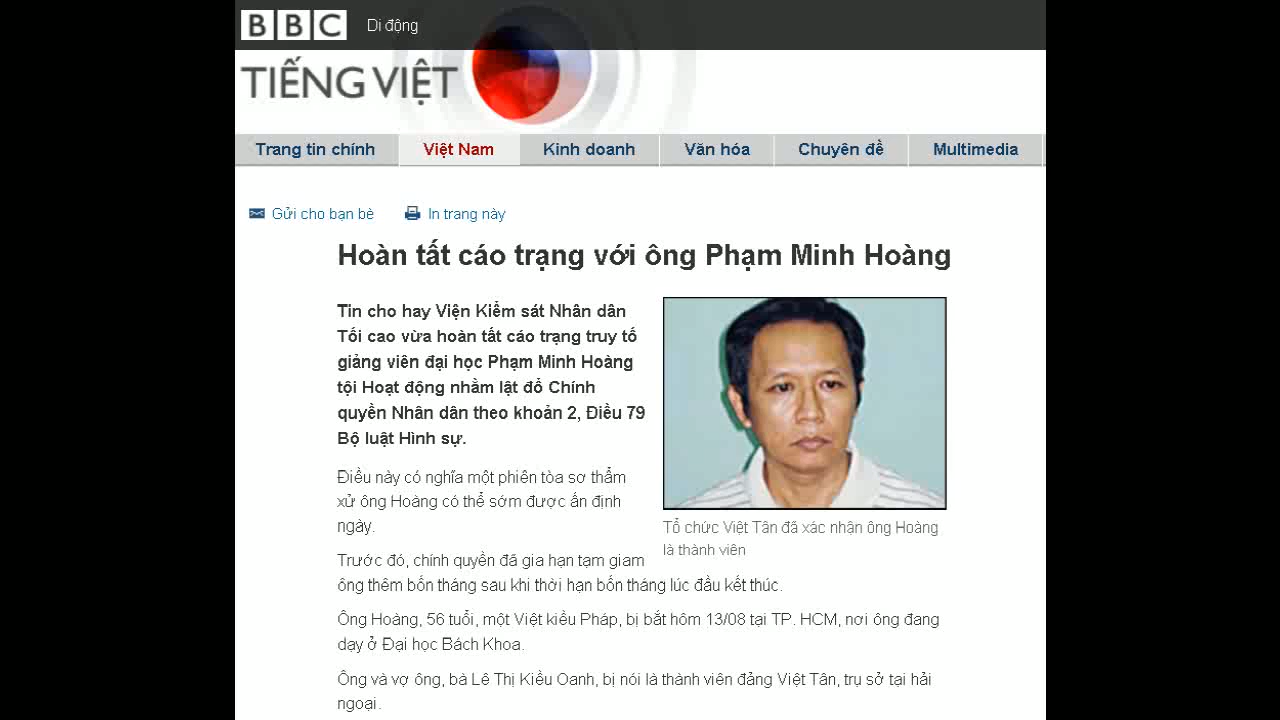 BBC Di động
TIẾNG VIỆT
Trang tin chính Việt Nam Kinh doanh Văn hóa Chuyên đề Multimedia
Gửi cho bạn bè In trang này
Hoàn tất cáo trạng với ông Phạm Minh Hoàng
Tin cho hay Viện Kiểm sát Nhân dân
Tối cao vừa hoàn tất cáo trạng truy tố
giảng viên đại học Phạm Minh Hoàng
tội Hoạt động nhằm lật đổ Chính
quyền Nhân dân theo khoản 2, Điều 79
Bộ luật Hình sự.
Điều này có nghĩa một phiên tòa sơ thẩm
xử ông Hoàng có thể sớm được ấn định
ngày.
Tổ chức Việt Tân đã xác nhận ông Hoàng
là thành viên
Trước đó, chính quyền đã gia hạn tạm giam
ông thêm bốn tháng sau khi thời hạn bốn tháng lúc đầu kết thúc.
Ông Hoàng, 56 tuổi, một Việt kiều Pháp, bị bắt hôm 13/08 tại TP. HCM, nơi ông đang
dạy ở Đại học Bách Khoa.
Ông và vợ ông, bà Lê Thị Kiều Oanh, bị nói là thành viên đảng Việt Tân, trụ sở tại hải
ngoại.